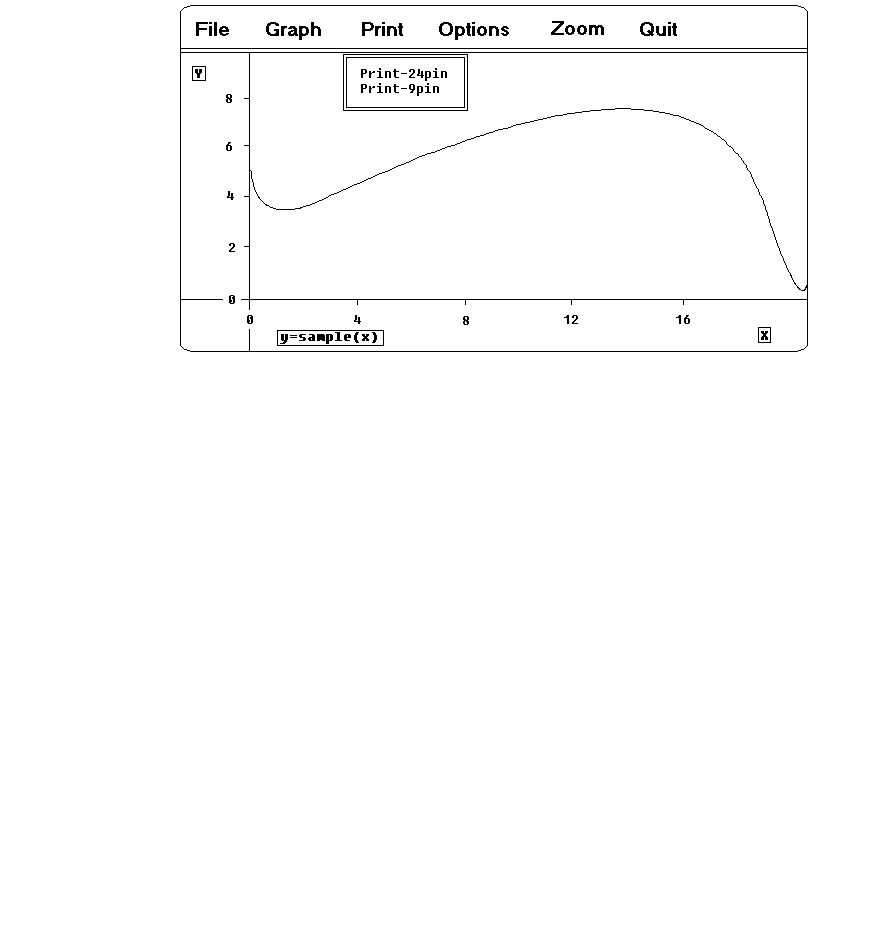 File Graph Print Options Zoom Quit
Print-24pin
Print-9pin
Y
8
6
4
2
0
0 4 8 12 16
y=sample(x)
X